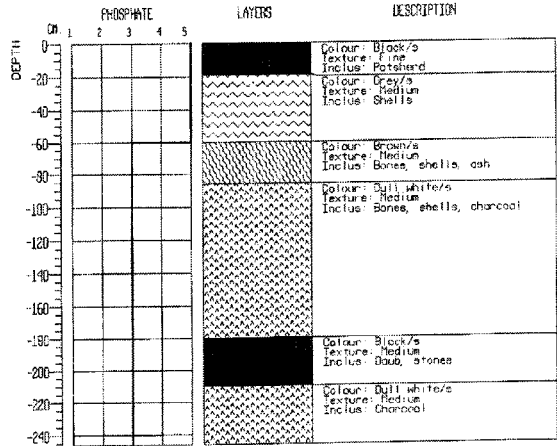 PHOSPHATE LAYERS DESCRIPTION
CM. 1 2 3 4 5
DEPTH
0
-20
-40
-60
-80
-100
-120
-140
-160
-180
-200
-220
-240
Colour: Black/s
Texture: Fine
Inclus: Potsherd
Colour: Grey/s
Texture: Medium
Inclus: Shells
Colour: Brown/s
Texture: Medium
Inclus: Bones, shells, ash
Colour: Dull white/s
Texture: Medium
Inclus: Bones, shells, charcoal
Colour: Black/s
Texture: Medium
Inclus: Daub, stones
Colour: Dull white/s
Texture: Medium
Inclus: Charcoal